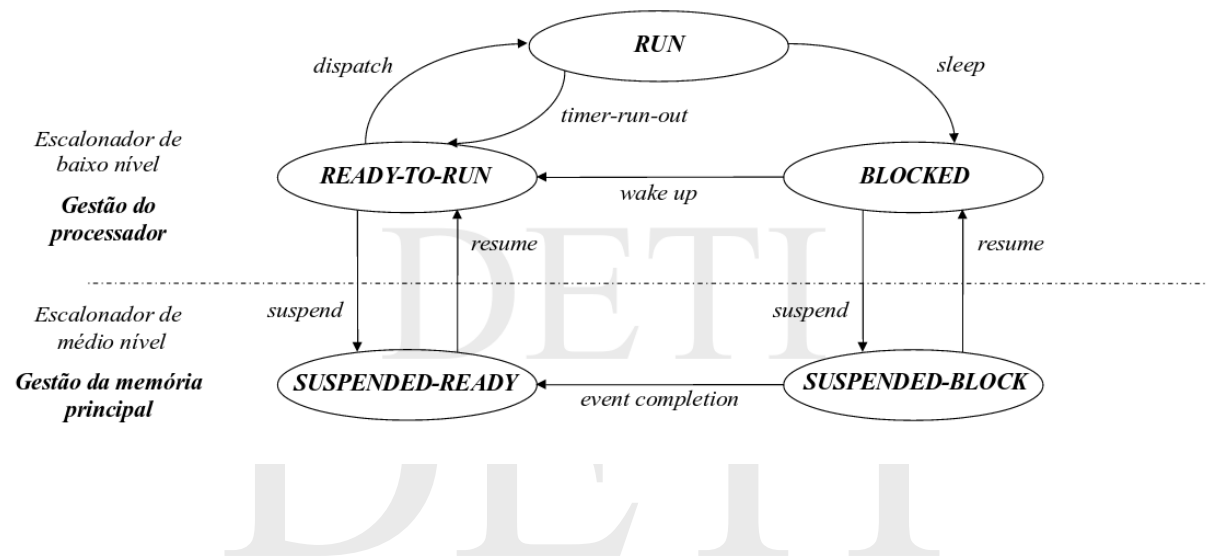 RUN
dispatch
sleep
timer-run-out
Escalonador de
baixo nível
READY-TO-RUN
BLOCKED
wake up
Gestão do
processador
resume
resume
DETI
suspend
suspend
Escalonador de
médio nível
SUSPENDED-READY
SUSPENDED-BLOCK
Gestão da memória
principal
event completion
DETI